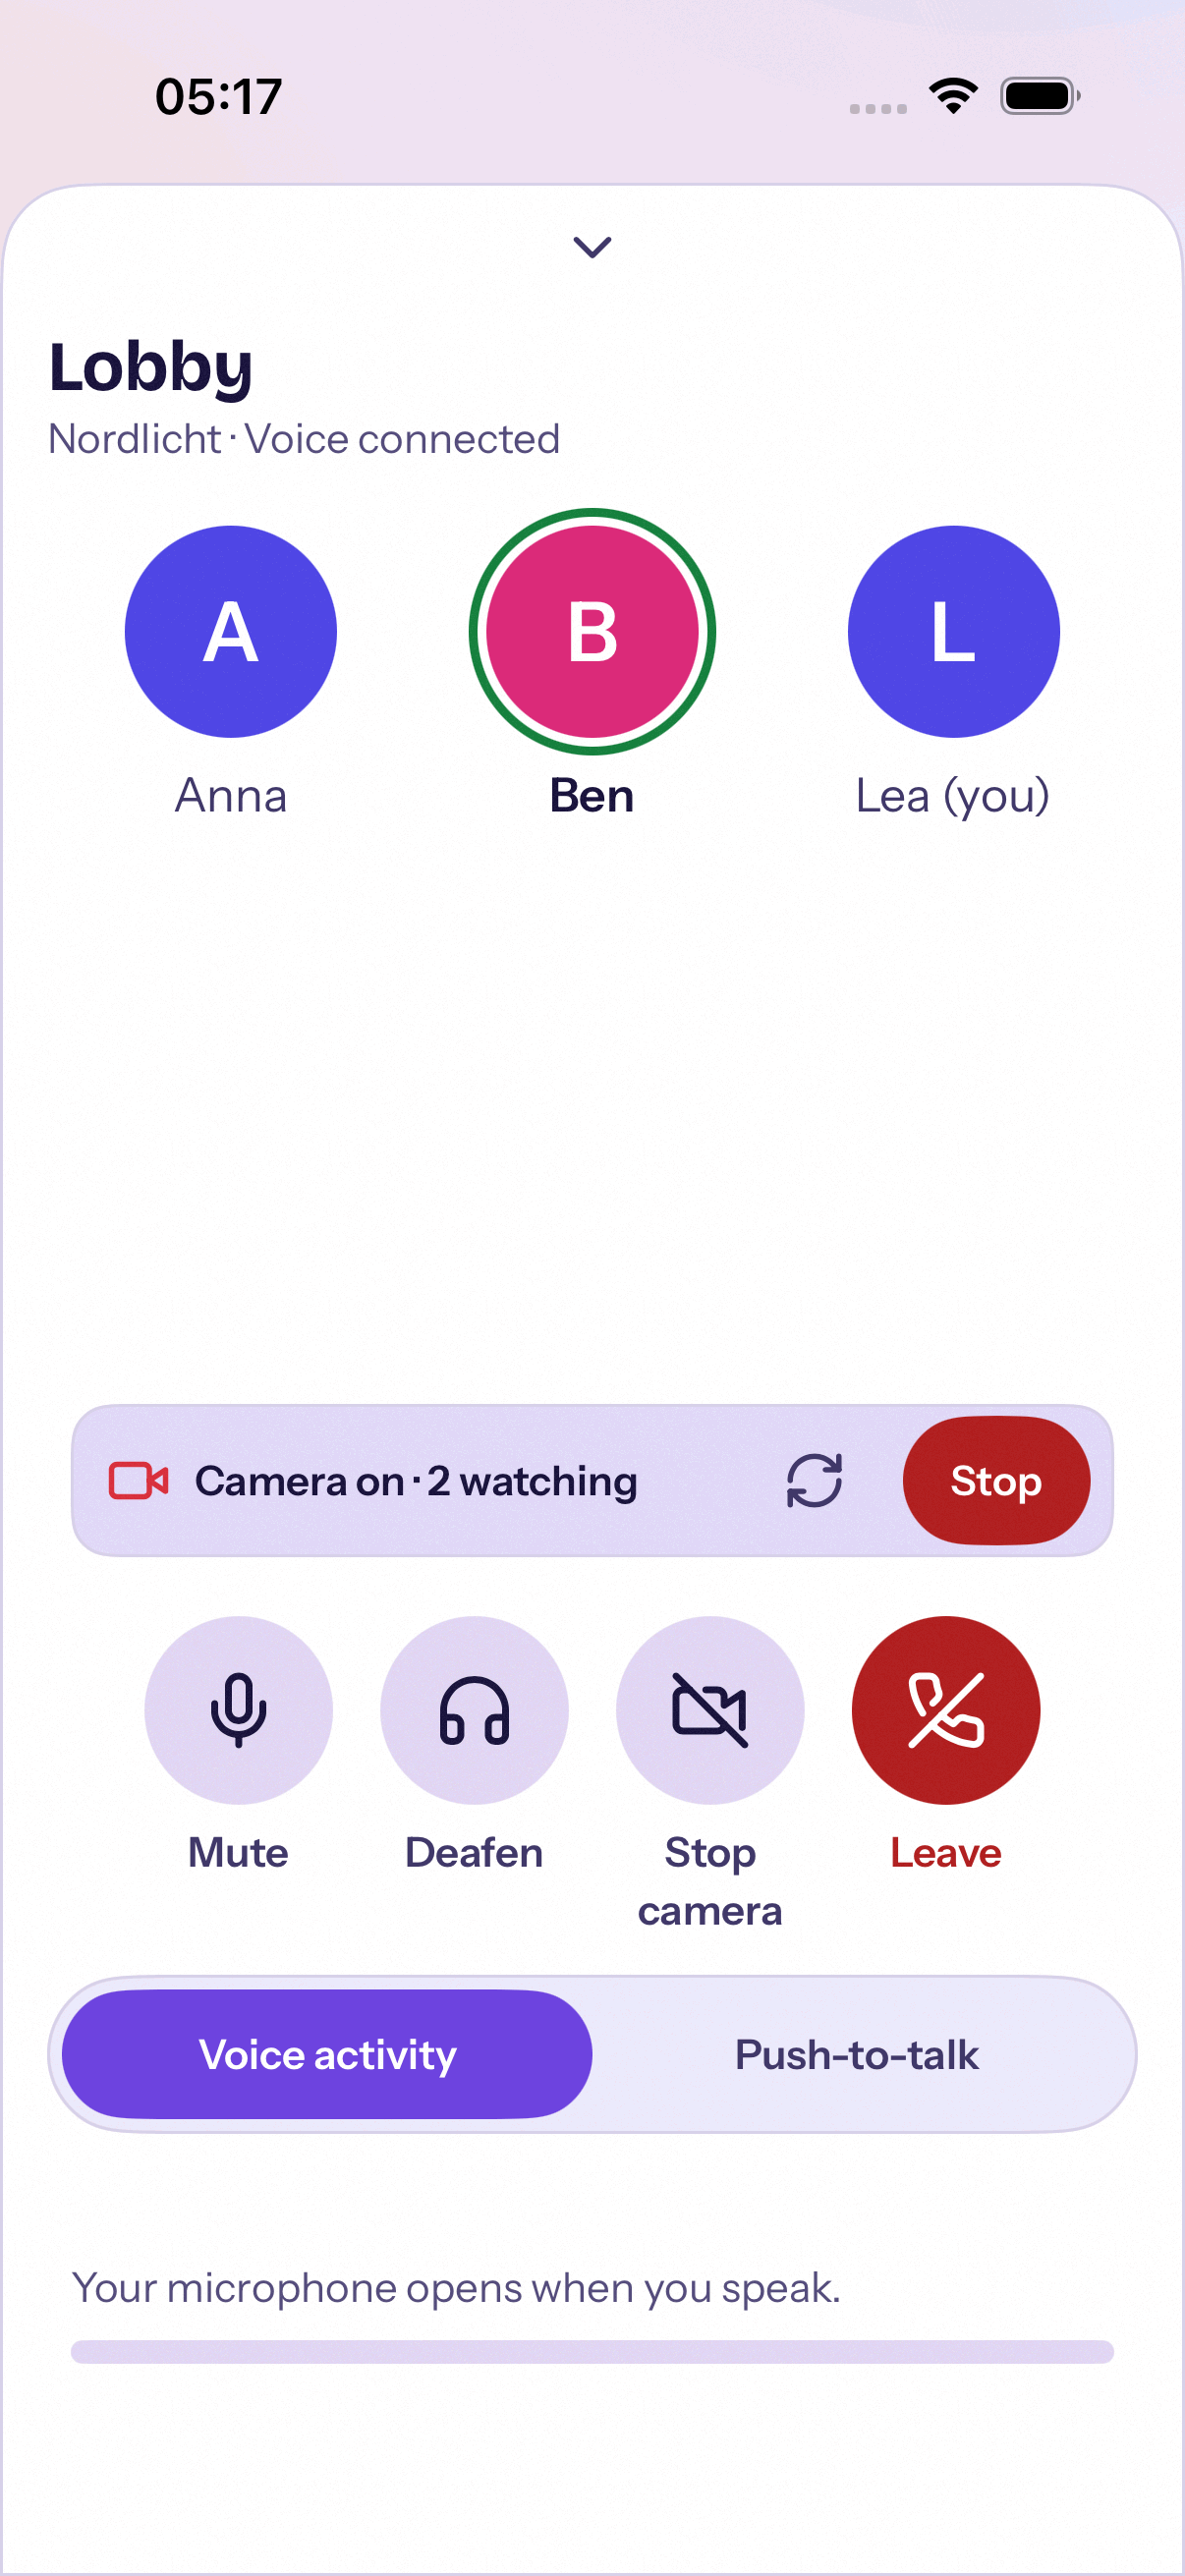 05:17
Lobby
Nordlicht · Voice connected
A
B
L
Anna
Ben
Lea (you)
Camera on · 2 watching
Stop
Mute
Deafen
Stop
camera
Leave
Voice activity
Push-to-talk
Your microphone opens when you speak.